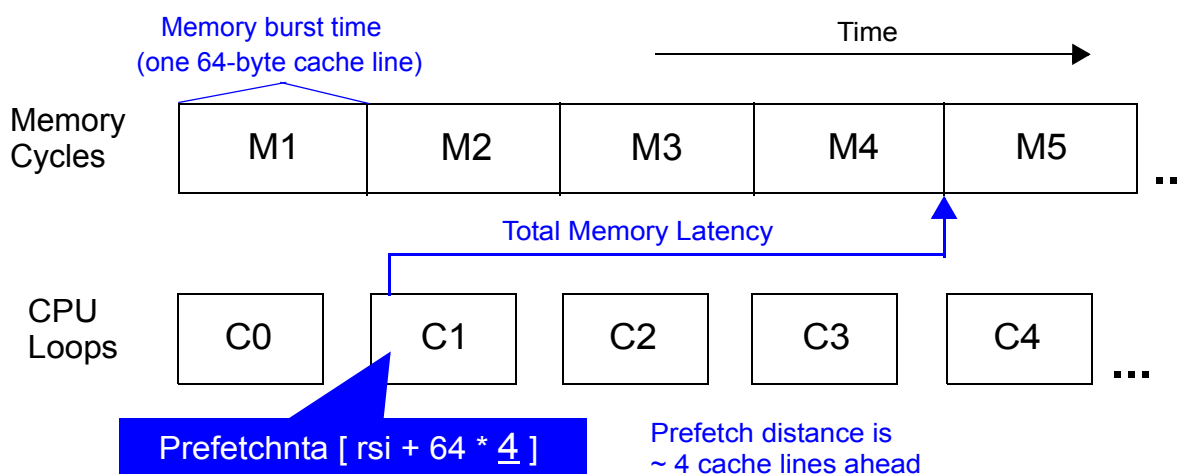 Memory burst time
(one 64-byte cache line)
Time
Memory
Cycles
M1 M2 M3 M4 M5
..
Total Memory Latency
CPU
Loops
C0 C1 C2 C3 C4
...
Prefetchnta [ rsi + 64 * 4 ]
Prefetch distance is
~ 4 cache lines ahead